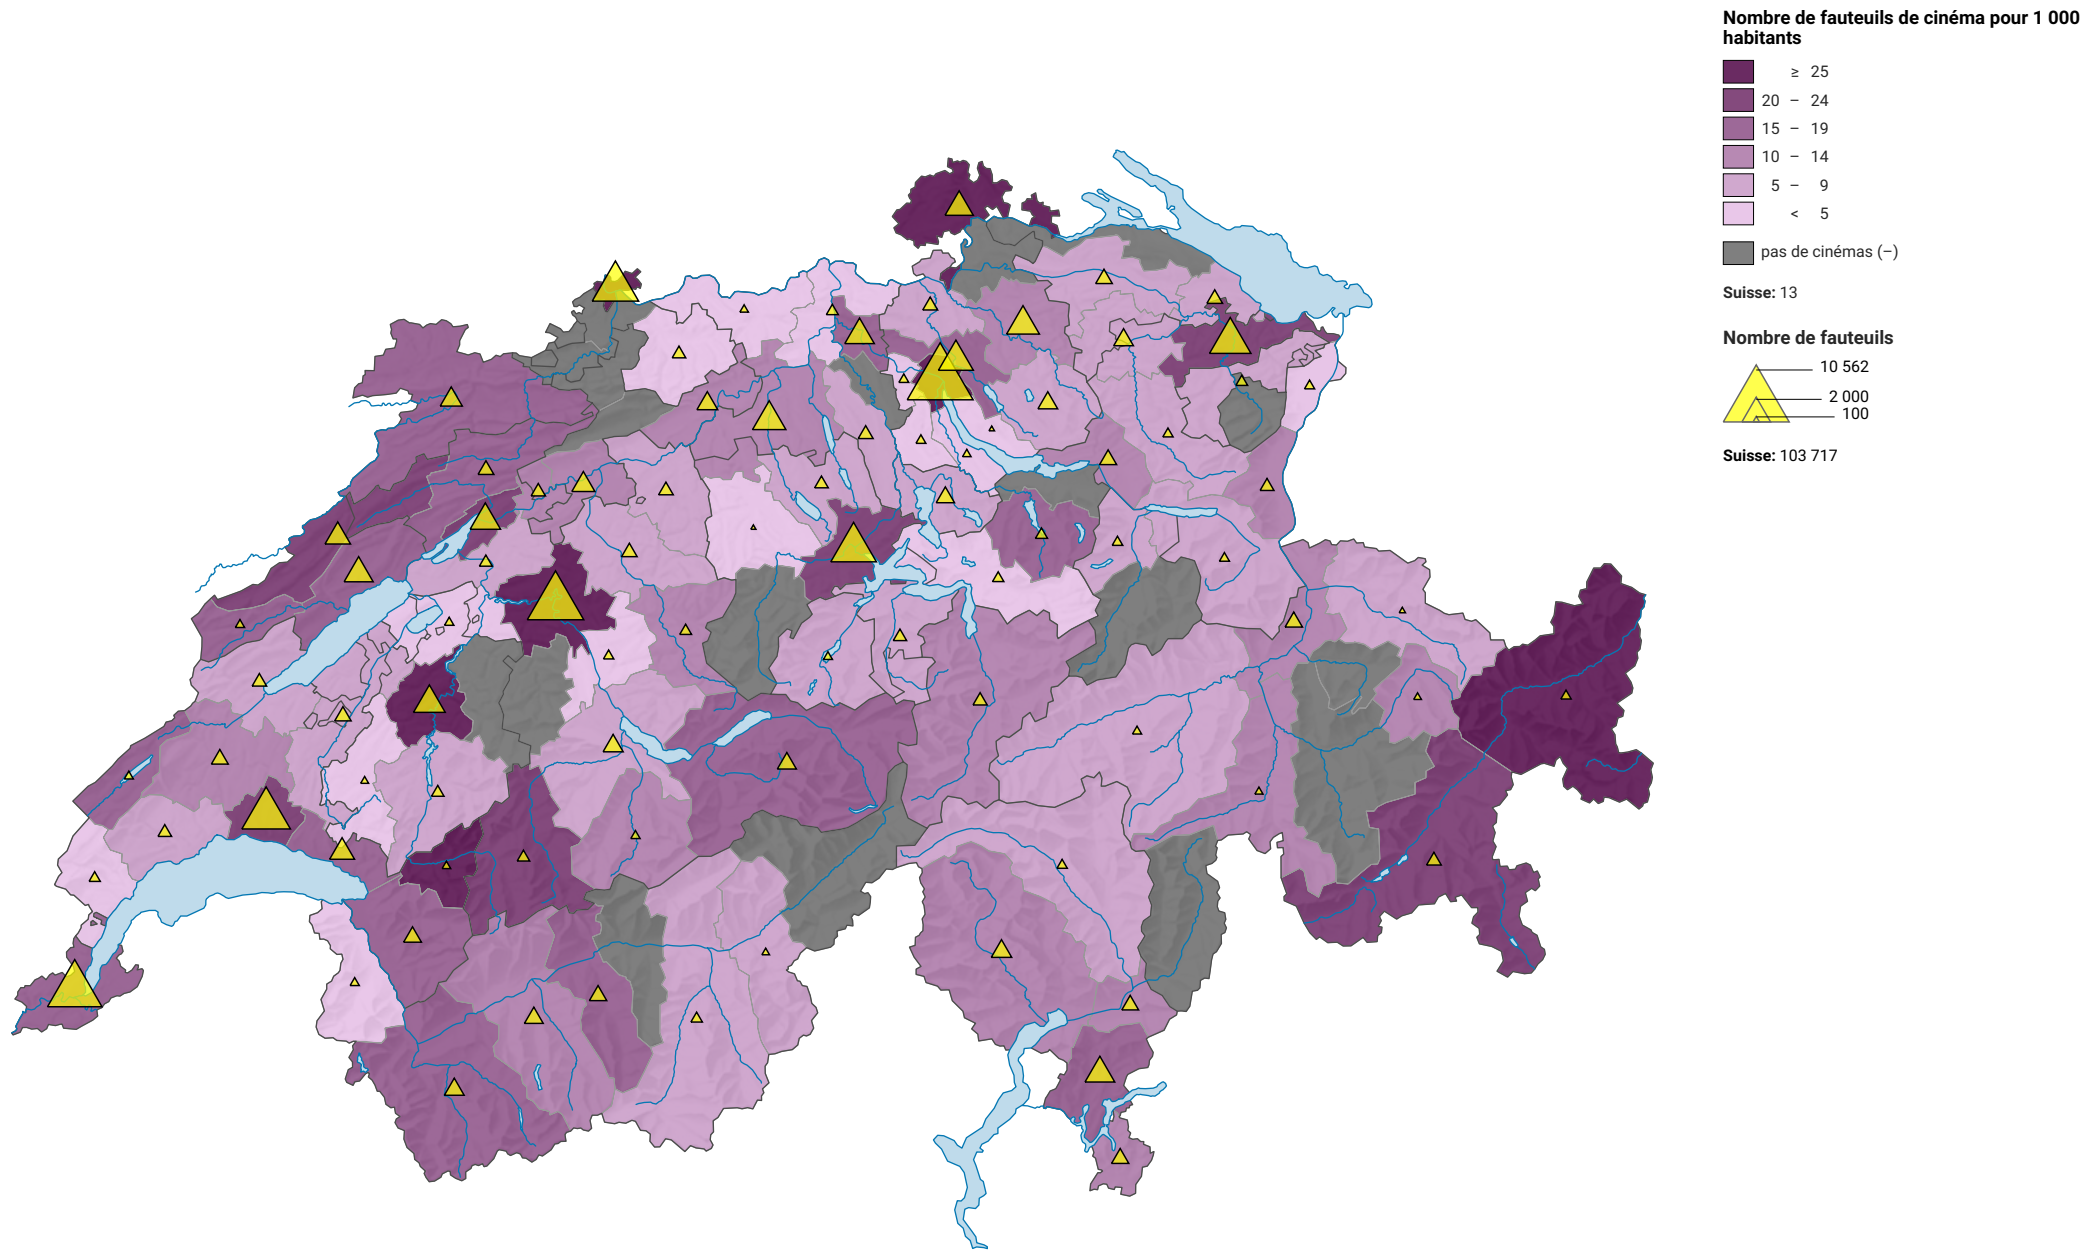 Nombre de fauteuils de cinéma pour 1 000
habitants
≥ 25
20 – 24
15 – 19
10 – 14
5 – 9
< 5
pas de cinémas (–)
Suisse: 13
Nombre de fauteuils
10 562
2 000
100
Suisse: 103 717